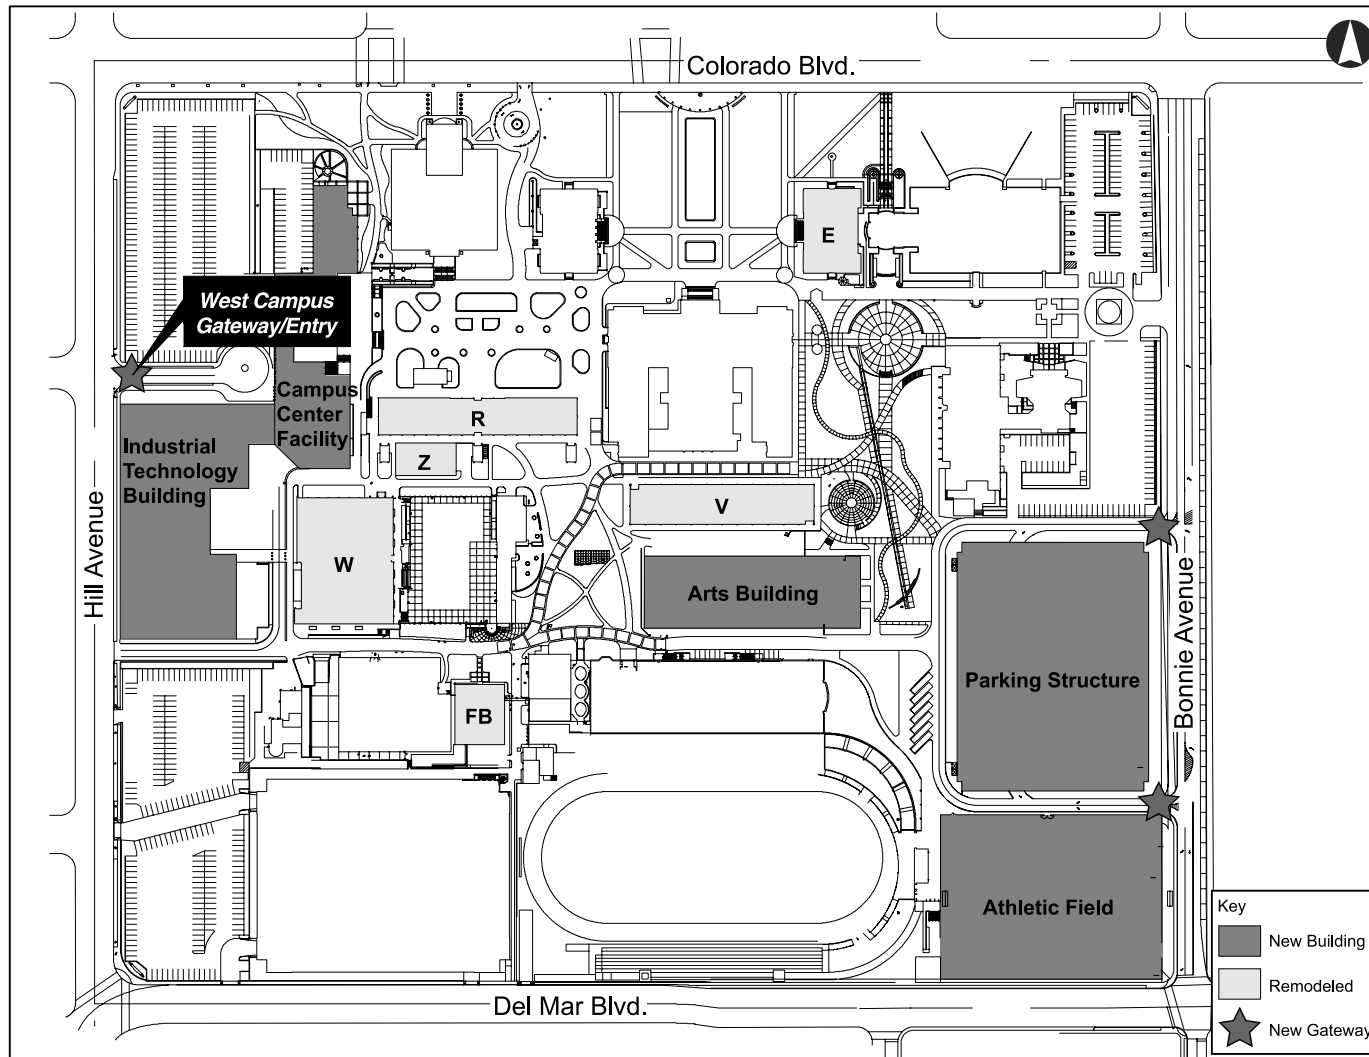 Colorado Blvd.
E
West Campus
Gateway/Entry
Campus
Center
Facility
R
Industrial
Technology
Building
Z
V
W
Hill Avenue
Arts Building
Bonnie Avenue
Parking Structure
FB
Athletic Field
Del Mar Blvd.
Key
New Building
Remodeled
New Gateway